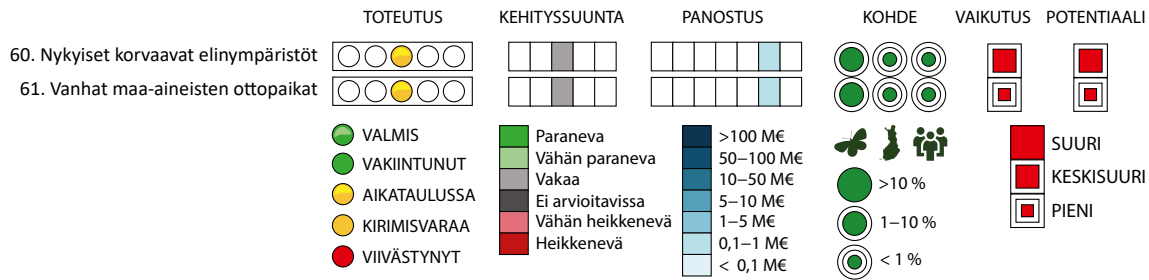 TOTEUTUS KEHITYSSUUNTA PANOSTUS KOHDE VAIKUTUS POTENTIAALI
60. Nykyiset korvaavat elinympäristöt
61. Vanhat maa-aineisten ottopaikat
VALMIS
VAKIINTUNUT
AIKATAULUSSA
KIRIMISVARAA
VIIVÄSTYNYT
Paraneva
Vähän paraneva
Vakaa
Ei arvioitavissa
Vähän heikkenevä
Heikkenevä
>100 M€
50–100 M€
10–50 M€
5–10 M€
1–5 M€
0,1–1 M€
< 0,1 M€
>10 %
1–10 %
< 1 %
SUURI
KESKISUURI
PIENI